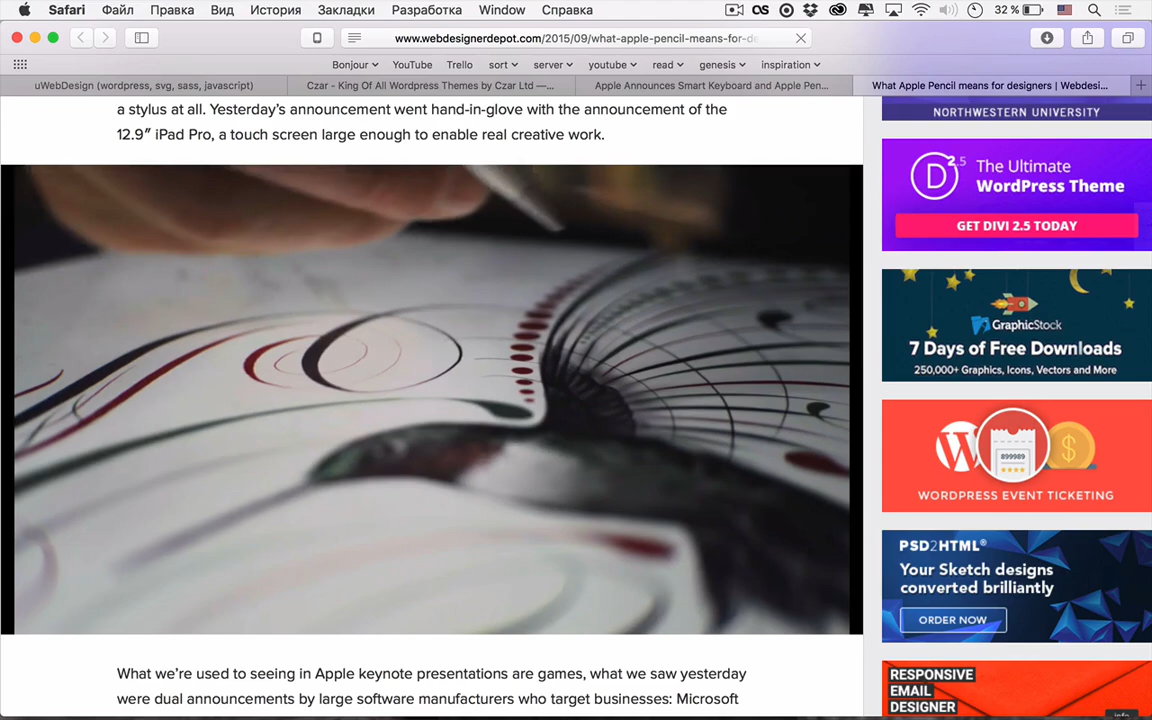 Safari Файл Правка Вид История Закладки Разработка Window Справка 32 %
www.webdesignerdepot.com/2015/09/what-apple-pencil-means-for-de
Bonjour YouTube Trello sort server youtube read genesis inspiration
uWebDesign (wordpress, svg, sass, javascript) Czar - King Of All Wordpress Themes by Czar Ltd —... Apple Announces Smart Keyboard and Apple Pen... What Apple Pencil means for designers | Webdesi...
a stylus at all. Yesterday's announcement went hand-in-glove with the announcement of the
12.9″ iPad Pro, a touch screen large enough to enable real creative work.
What we're used to seeing in Apple keynote presentations are games, what we saw yesterday
were dual announcements by large software manufacturers who target businesses: Microsoft
NORTHWESTERN UNIVERSITY
D 2.5
The Ultimate
WordPress Theme
GET DIVI 2.5 TODAY
GraphicStock
7 Days of Free Downloads
250,000+ Graphics, Icons, Vectors and More
899989
WORDPRESS EVENT TICKETING
PSD2HTML®
Your Sketch designs
converted brilliantly
ORDER NOW
RESPONSIVE
EMAIL
DESIGNER